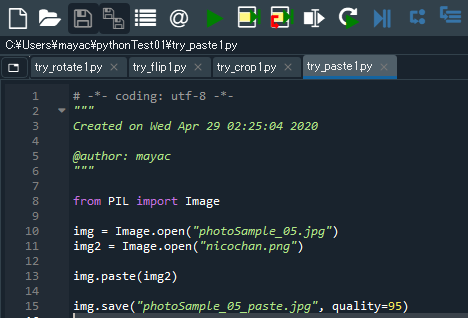 C:¥Users¥mayac¥pythonTest01¥try_paste1.py
try_rotate1.py
try_flip1.py
try_crop1.py
try_paste1.py
1 # -*- coding: utf-8 -*-
2 """
3 Created on Wed Apr 29 02:25:04 2020
4
5 @author: mayac
6 """
7
8 from PIL import Image
9
10 img = Image.open("photoSample_05.jpg")
11 img2 = Image.open("nicochan.png")
12
13 img.paste(img2)
14
15 img.save("photoSample_05_paste.jpg", quality=95)